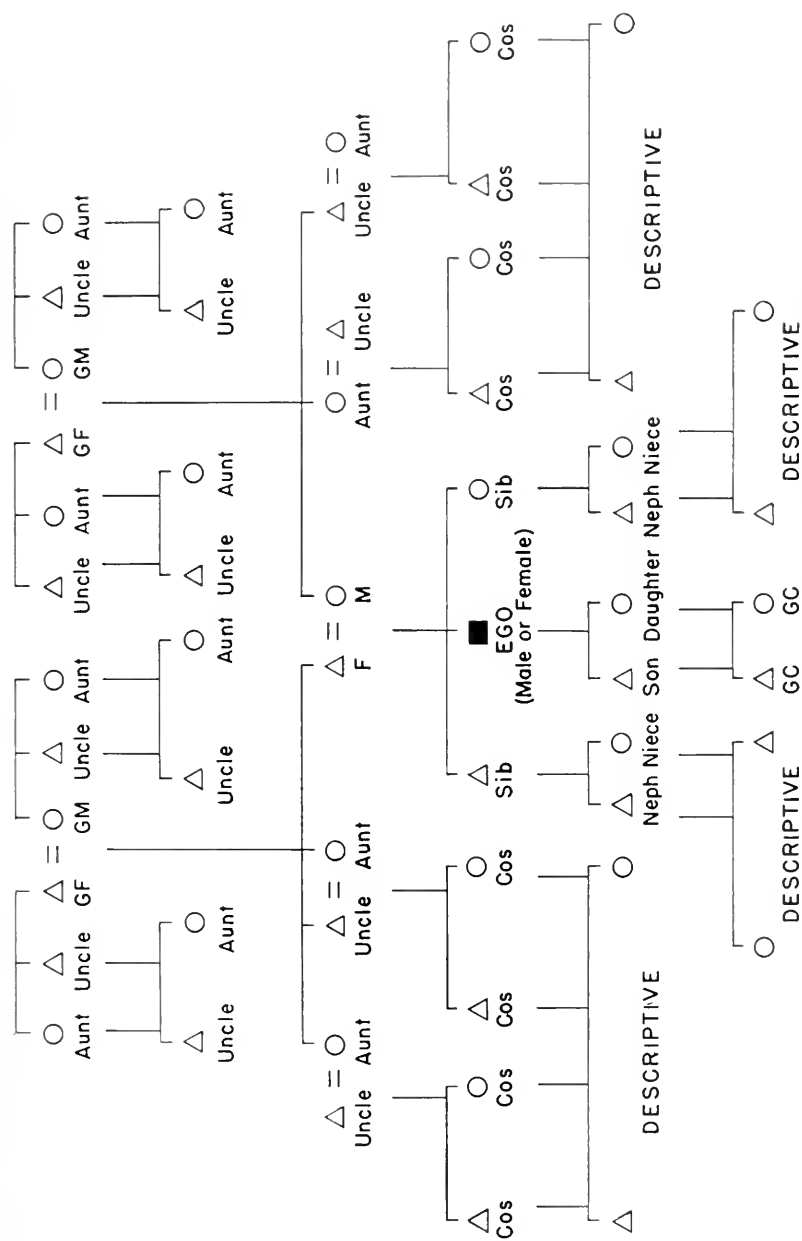 Aunt Uncle GF = GM Uncle Aunt Uncle Aunt GF = GM Uncle Aunt
Uncle Aunt Uncle Aunt Uncle Aunt Uncle Aunt
Uncle = Aunt Uncle = Aunt F = M Aunt = Uncle Uncle = Aunt
Cos Cos Cos Cos Sib EGO Sib Cos Cos Cos Cos
(Male or Female)
Neph Niece Son Daughter Neph Niece
DESCRIPTIVE DESCRIPTIVE
GC GC
DESCRIPTIVE DESCRIPTIVE